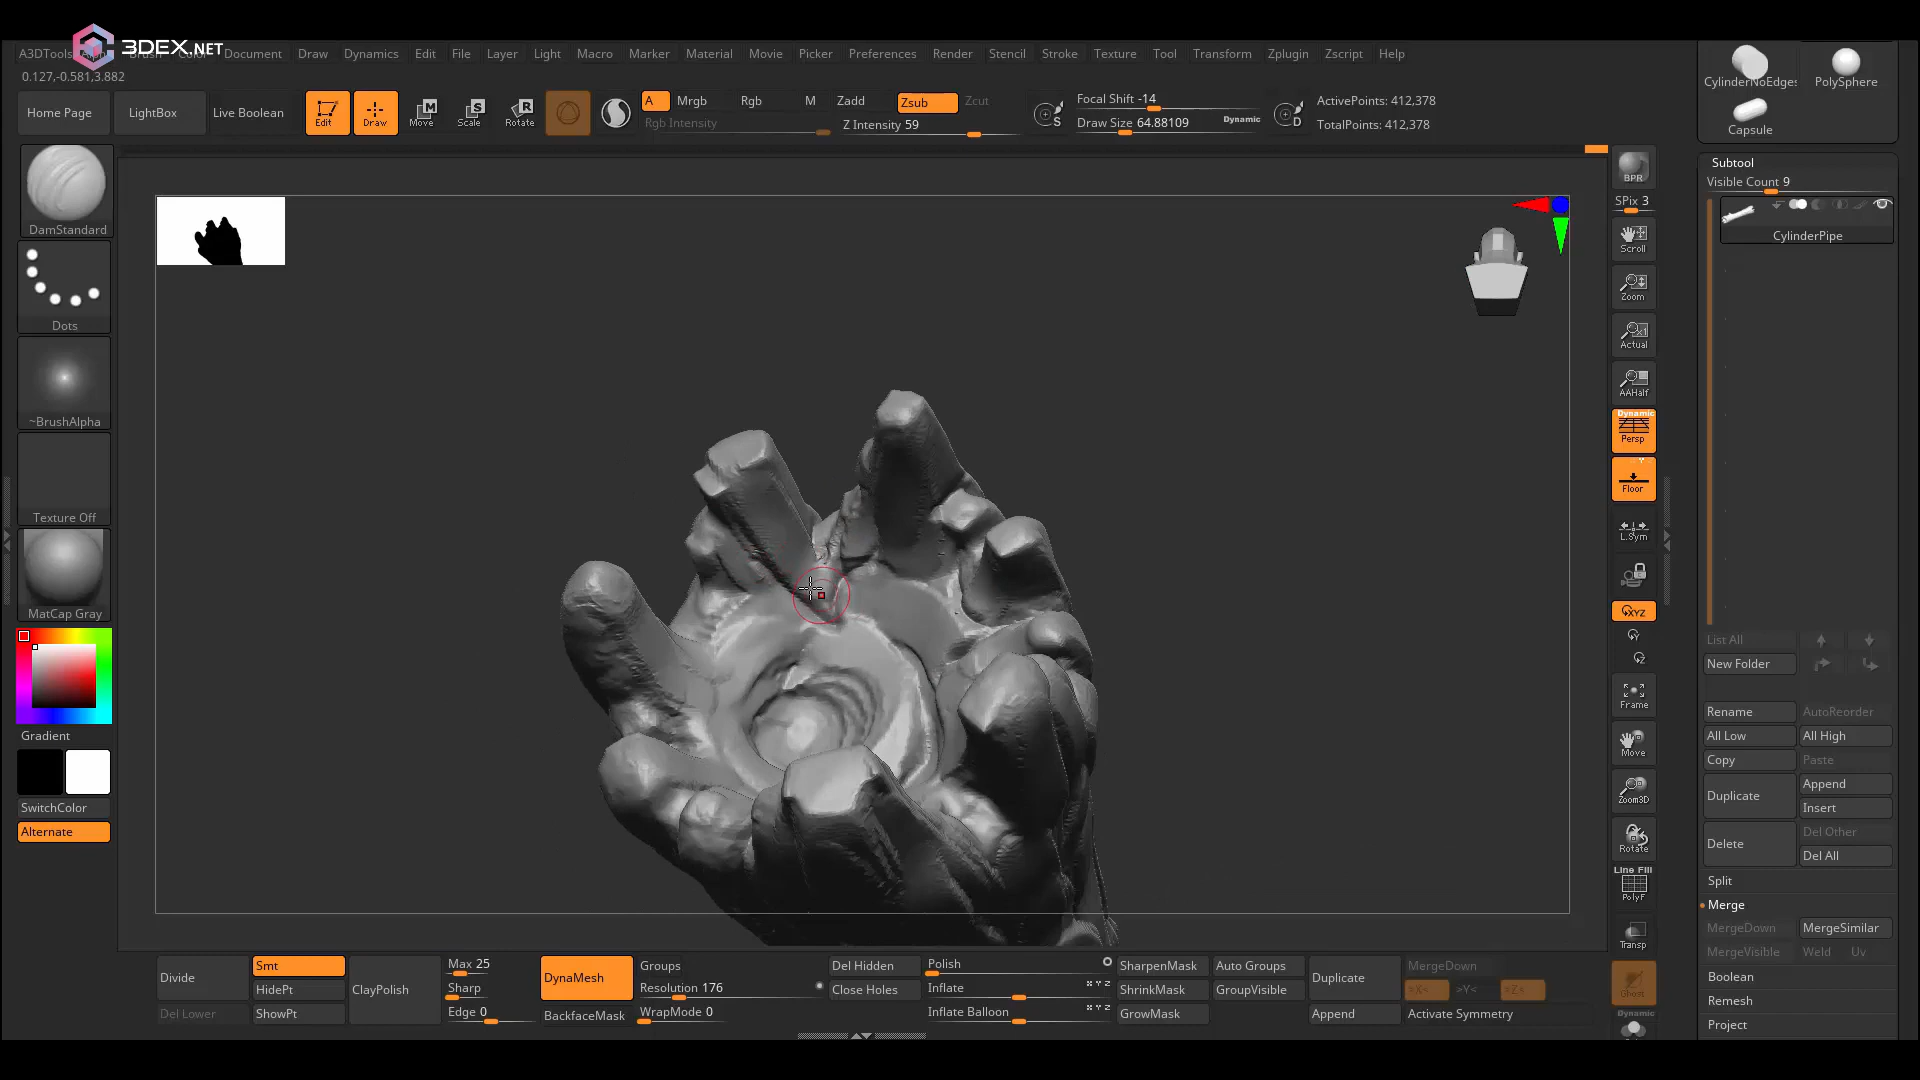 3DEX.NET
A3DTools Brush Color Document Draw Dynamics Edit File Layer Light Macro Marker Material Movie Picker Preferences Render Stencil Stroke Texture Tool Transform Zplugin Zscript Help
0.127,-0.581,3.882
Home Page
LightBox
Live Boolean
Edit
Draw
Move
Scale
Rotate
A
Mrgb
Rgb
M
Zadd
Zsub
Zcut
Rgb Intensity
Z Intensity 59
S
Focal Shift -14
Draw Size 64.88109
Dynamic
D
ActivePoints: 412,378
TotalPoints: 412,378
CylinderNoEdges
PolySphere
Capsule
DamStandard
Dots
~BrushAlpha
Texture Off
MatCap Gray
Gradient
SwitchColor
Alternate
BPR
SPix 3
Scroll
Zoom
Actual
AAHalf
Dynamic
Persp
Floor
L.Sym
XYZ
Frame
Move
Zoom3D
Rotate
Line Fill
PolyF
Transp
Ghost
Dynamic
Subtool
Visible Count 9
CylinderPipe
List All
New Folder
Rename
AutoReorder
All Low
All High
Copy
Paste
Duplicate
Append
Insert
Delete
Del Other
Del All
Split
Merge
MergeDown
MergeSimilar
MergeVisible
Weld
Uv
Boolean
Remesh
Project
Divide
Smt
HidePt
Del Lower
ShowPt
ClayPolish
Max 25
Sharp
Edge 0
DynaMesh
BackfaceMask
Groups
Resolution 176
WrapMode 0
Del Hidden
Close Holes
Polish
Inflate
Inflate Balloon
SharpenMask
ShrinkMask
GrowMask
Auto Groups
GroupVisible
Duplicate
Append
MergeDown
>X<
>Y<
>Z<
Activate Symmetry